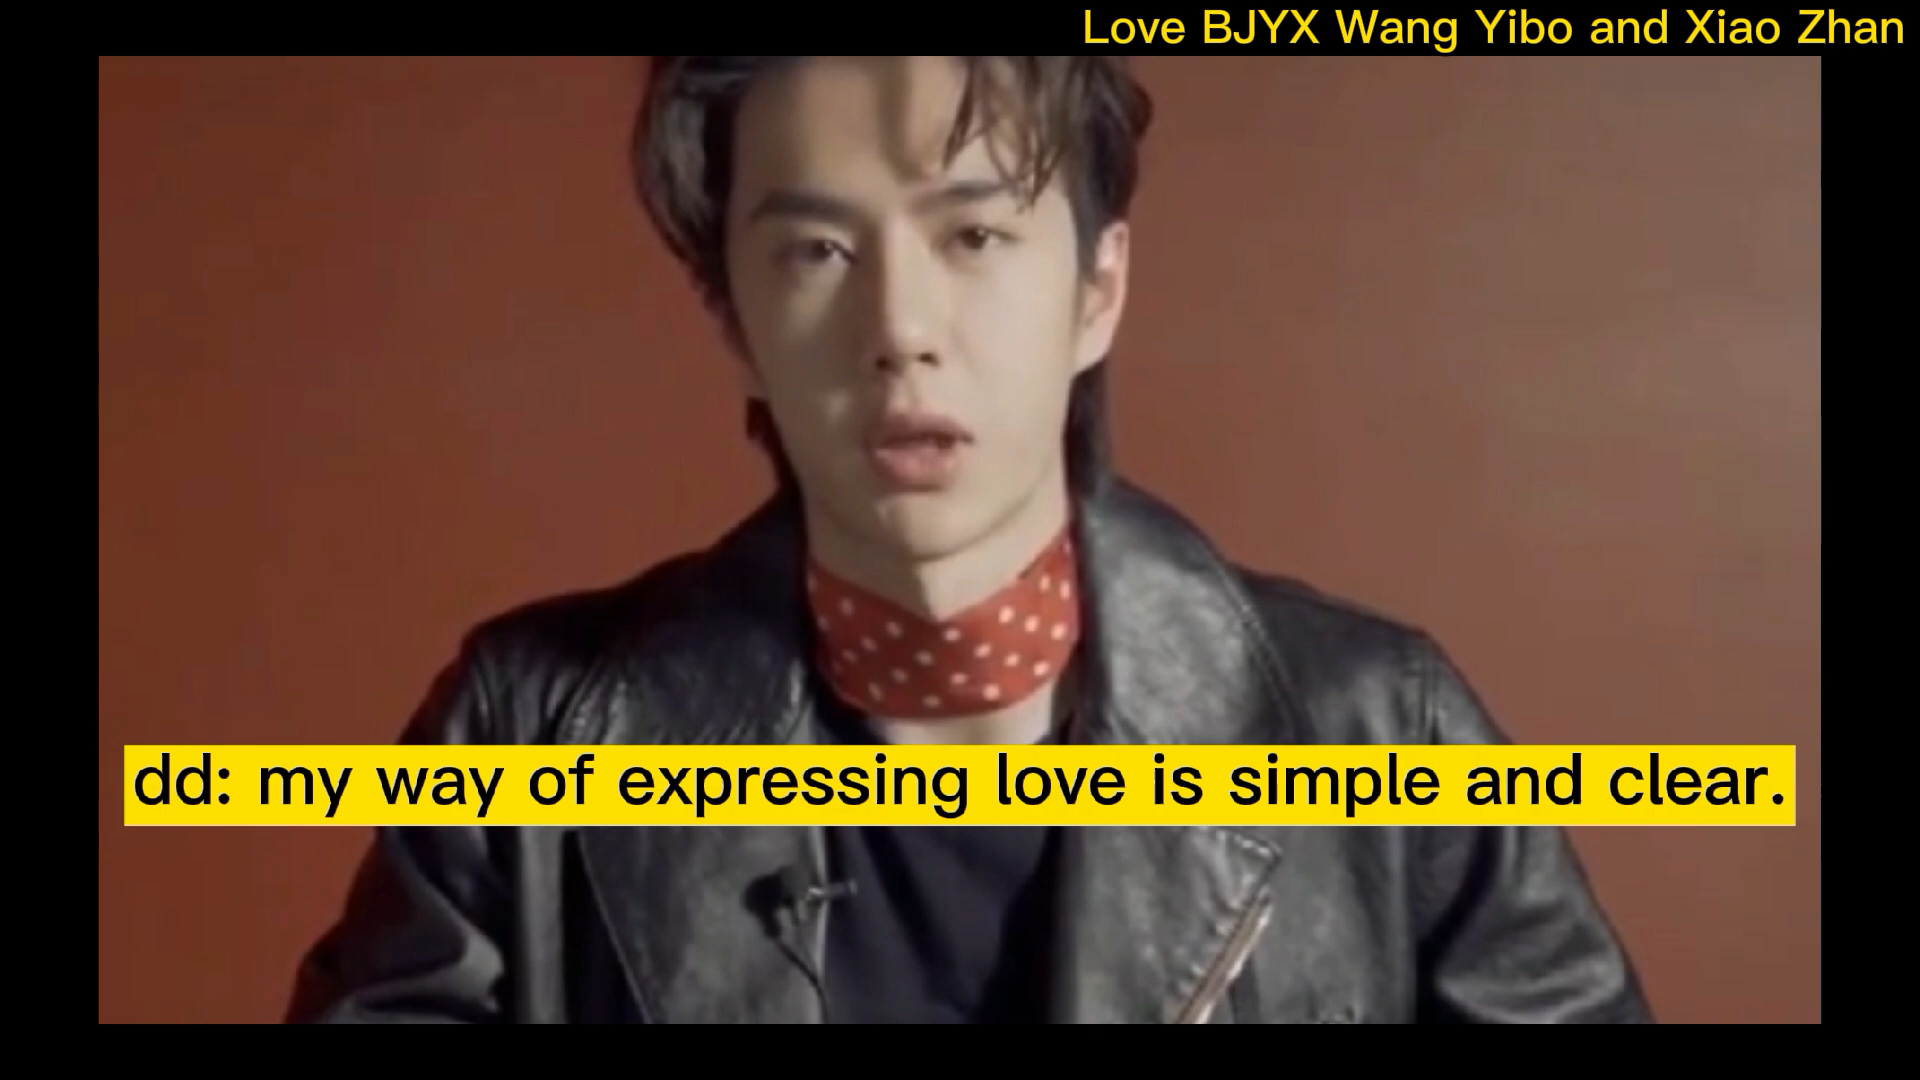 Love BJYX Wang Yibo and Xiao Zhan
dd: my way of expressing love is simple and clear.